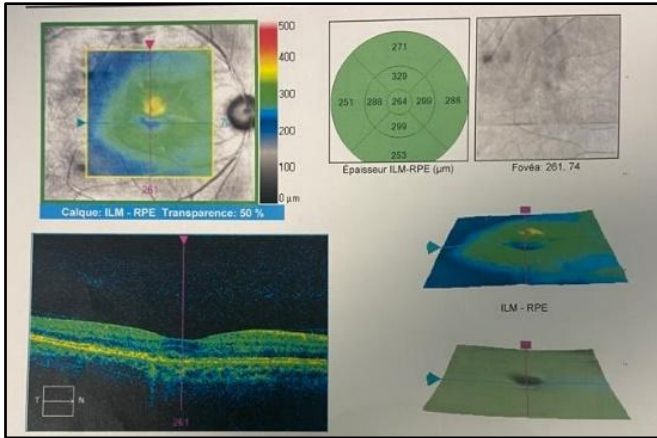 500
400
300
200
100
0 µm
261
Calque: ILM - RPE Transparence: 50 %
271
329
251 288 264 299 288
299
253
Épaisseur ILM-RPE (µm)
Fovéa: 261, 74
ILM - RPE
T N
261